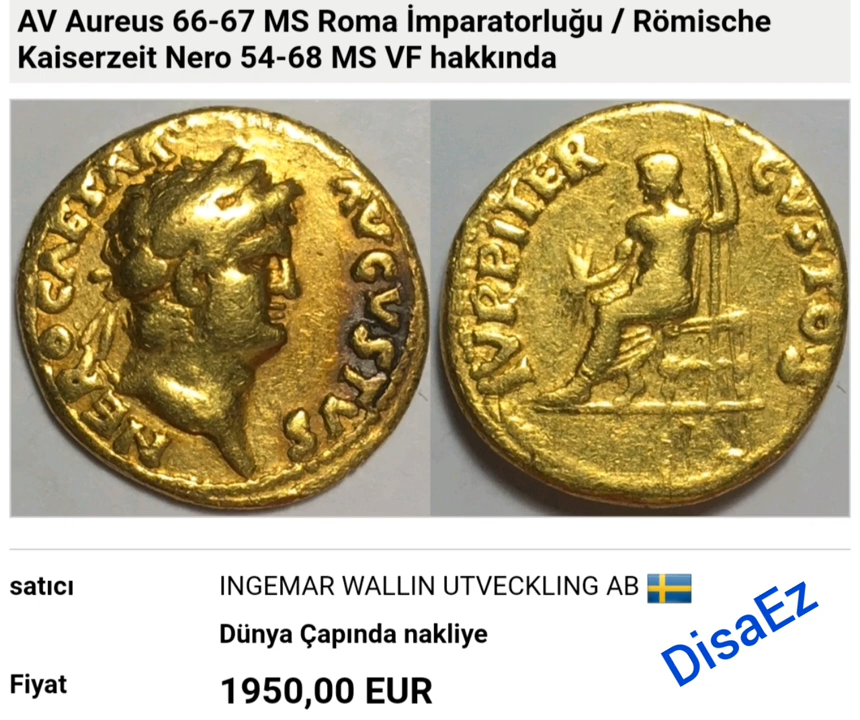 AV Aureus 66-67 MS Roma İmparatorluğu / Römische
Kaiserzeit Nero 54-68 MS VF hakkında
NERO CAESAR
AVGVSTVS
IVPPITER
CVSTOS
satıcı INGEMAR WALLIN UTVECKLING AB
Dünya Çapında nakliye
Fiyat 1950,00 EUR
DisaEz